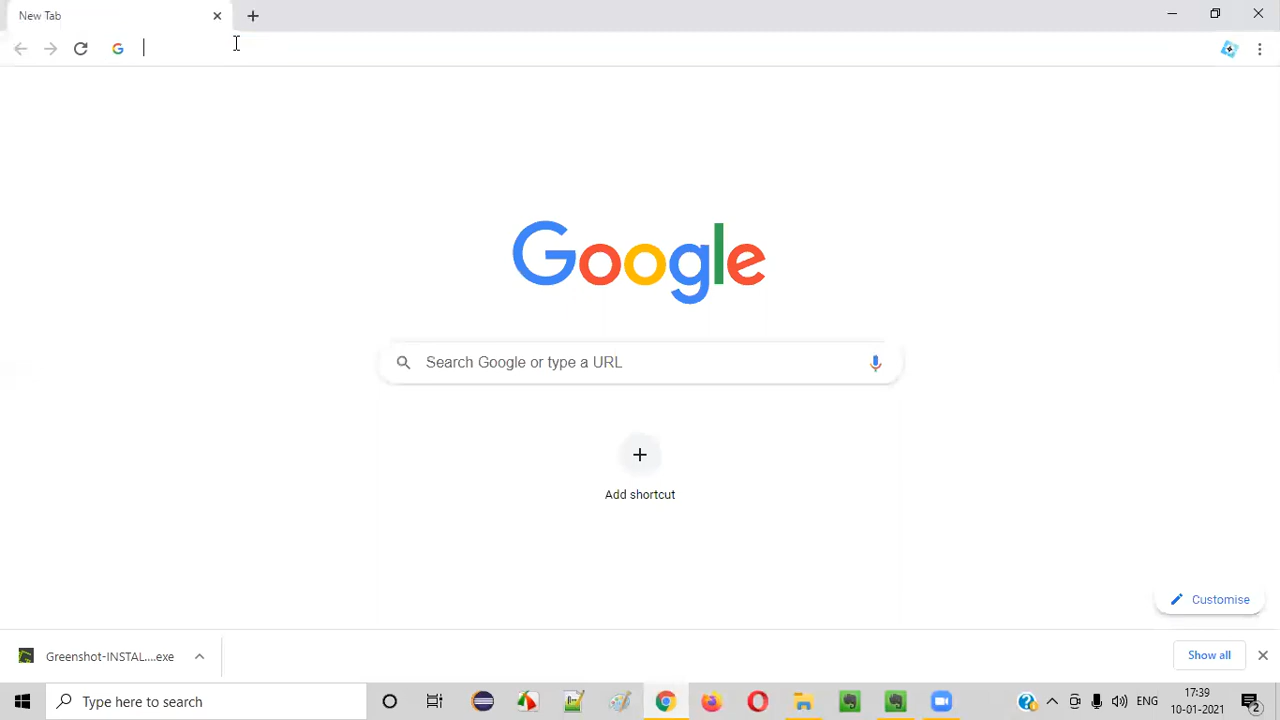 New Tab
Google
Search Google or type a URL
Add shortcut
Customise
Greenshot-INSTAL....exe
Show all
Type here to search
ENG
17:39
10-01-2021
2